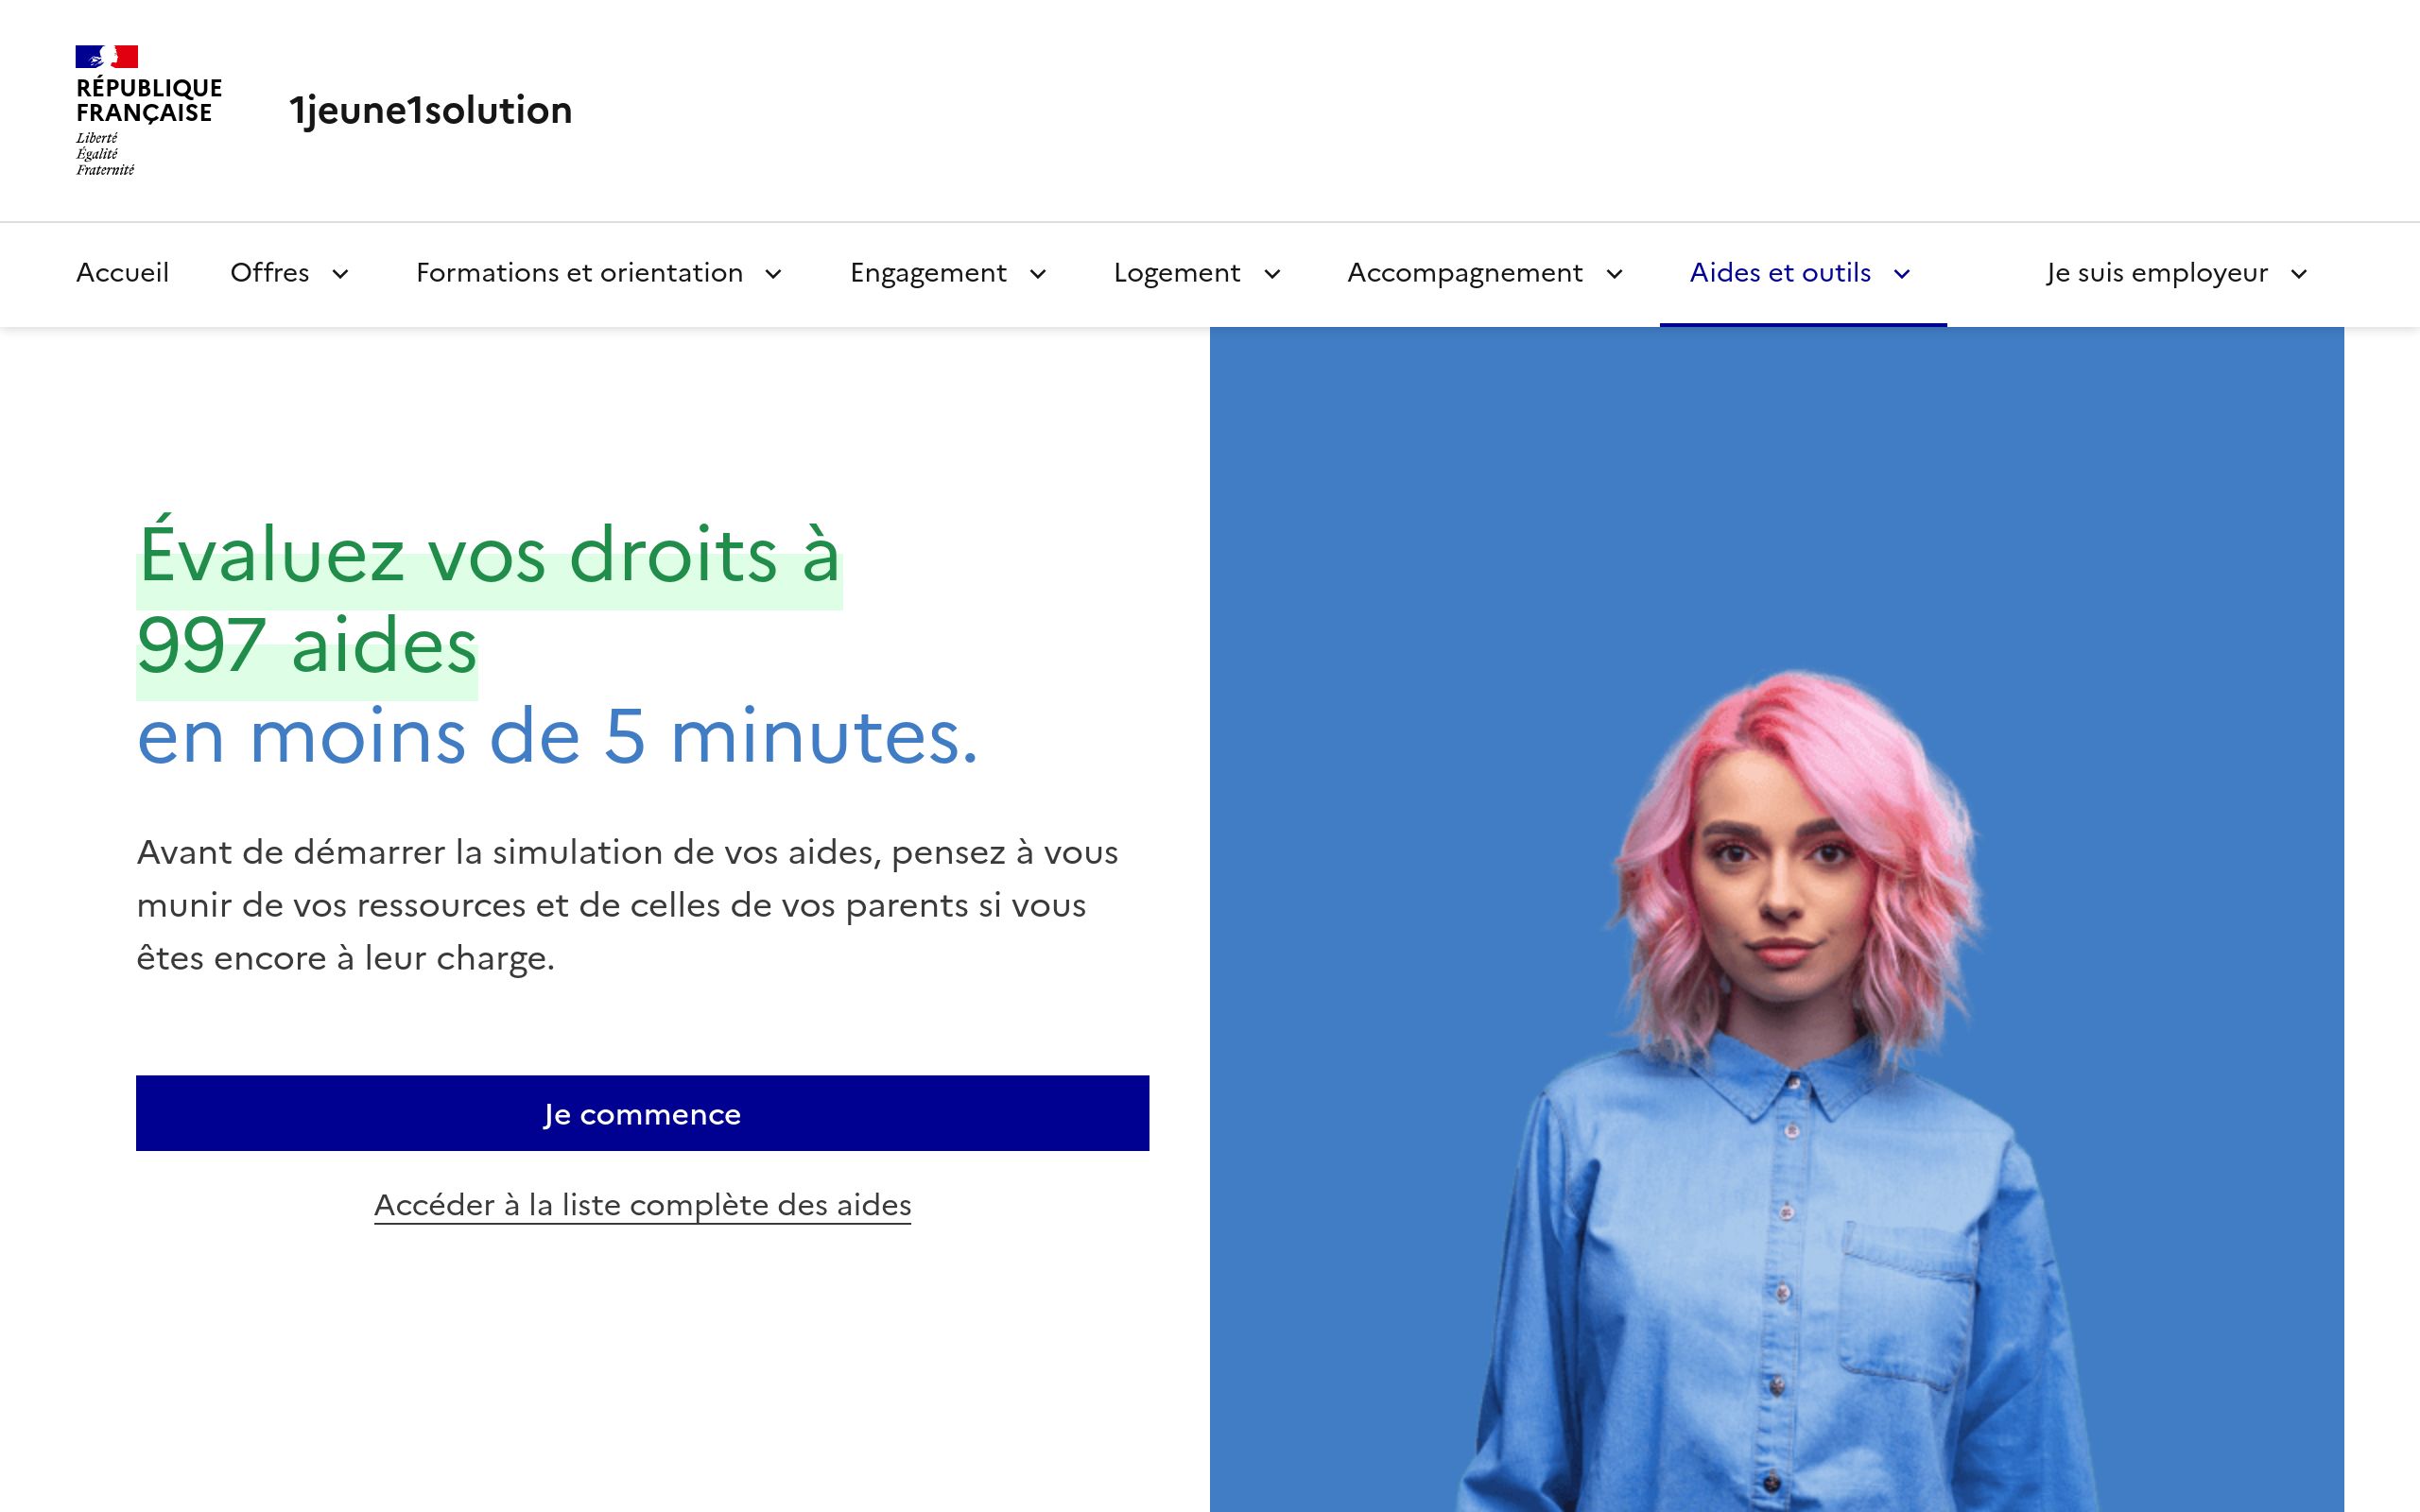 RÉPUBLIQUE
FRANÇAISE
Liberté
Égalité
Fraternité
1jeune1solution
Accueil Offres Formations et orientation Engagement Logement Accompagnement Aides et outils Je suis employeur
Évaluez vos droits à
997 aides
en moins de 5 minutes.
Avant de démarrer la simulation de vos aides, pensez à vous
munir de vos ressources et de celles de vos parents si vous
êtes encore à leur charge.
Je commence
Accéder à la liste complète des aides